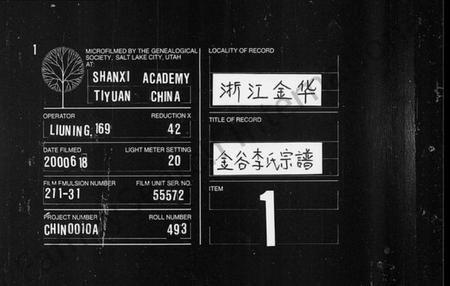 1
MICROFILMED BY THE GENEALOGICAL
SOCIETY, SALT LAKE CITY, UTAH
AT:
SHANXI ACADEMY
TIYUAN CHINA
OPERATOR
LIUNING, 169
REDUCTION X
42
DATE FILMED
2000 6 18
LIGHT METER SETTING
20
FILM EMULSION NUMBER
211-31
FILM UNIT SER. NO.
55572
PROJECT NUMBER
CHIN0010A
ROLL NUMBER
493
LOCALITY OF RECORD
浙江金华
TITLE OF RECORD
金谷李氏宗譜
ITEM
1